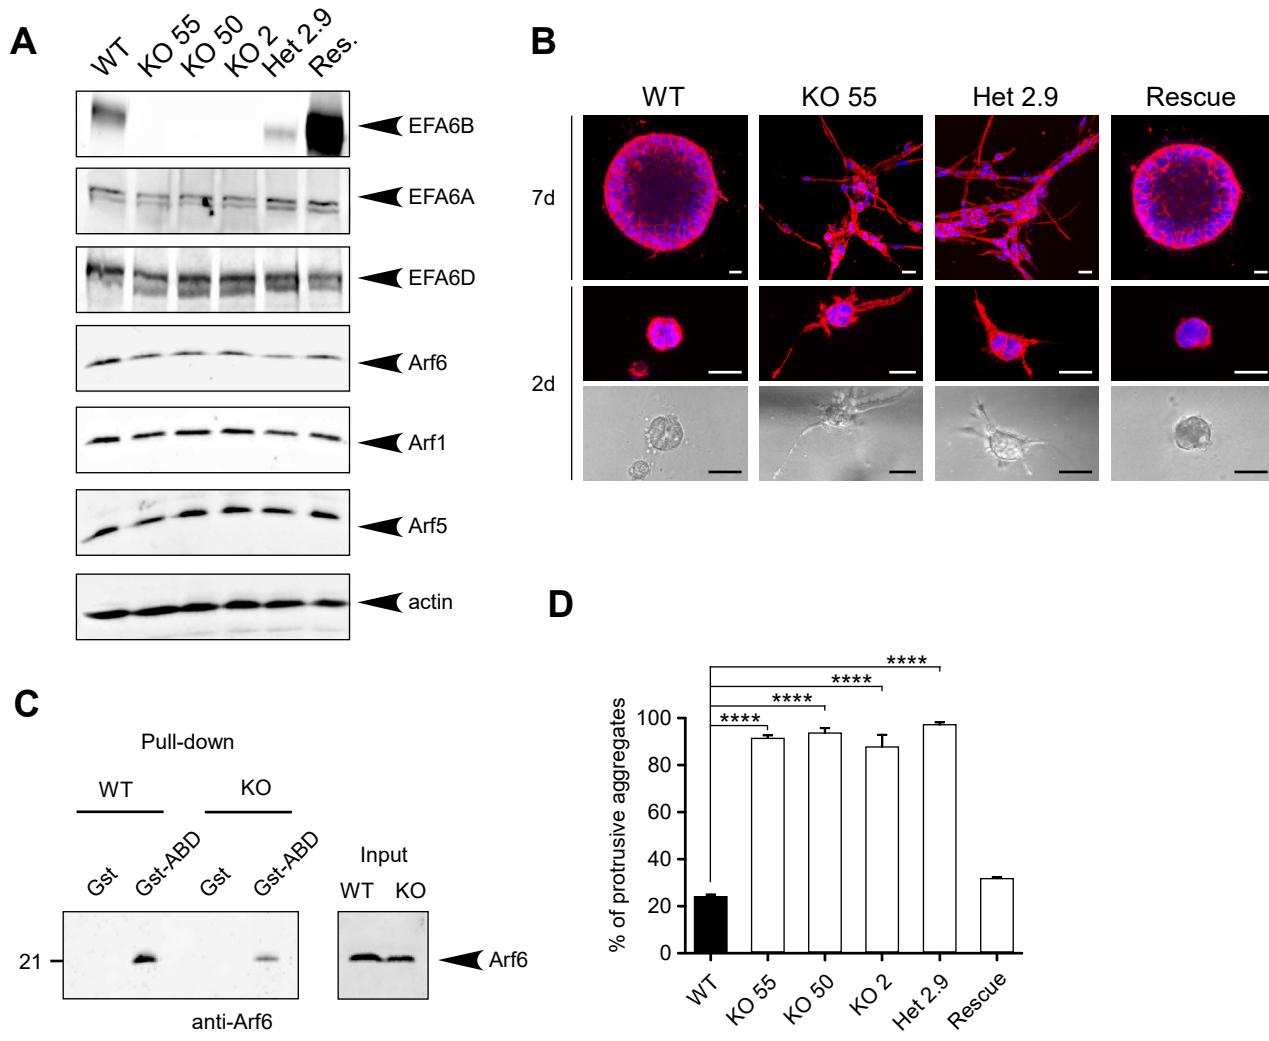 A
WT
KO 55
KO 50
KO 2
Het 2.9
Res.
EFA6B
EFA6A
EFA6D
Arf6
Arf1
Arf5
actin
B
WT
KO 55
Het 2.9
Rescue
7d
2d
C
Pull-down
WT
KO
Gst
Gst-ABD
Gst
Gst-ABD
Input
WT KO
21
Arf6
anti-Arf6
D
% of protrusive aggregates
100
80
60
40
20
0
****
****
****
****
WT
KO 55
KO 50
KO 2
Het 2.9
Rescue